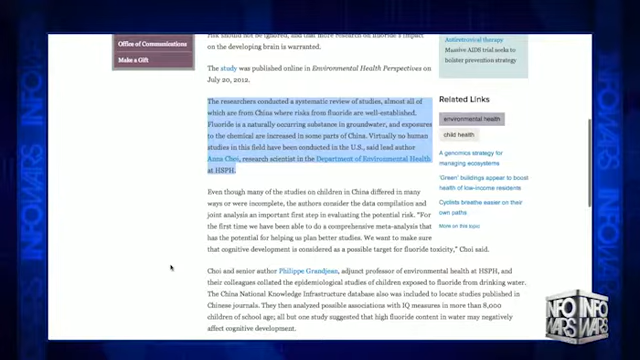 Office of Communications
Make a Gift
risk should not be ignored, and that more research on fluoride's impact
on the developing brain is warranted.
The study was published online in Environmental Health Perspectives on
July 20, 2012.
The researchers conducted a systematic review of studies, almost all of
which are from China where risks from fluoride are well-established.
Fluoride is a naturally occurring substance in groundwater, and exposures
to the chemical are increased in some parts of China. Virtually no human
studies in this field have been conducted in the U.S., said lead author
Anna Choi, research scientist in the Department of Environmental Health
at HSPH.
Even though many of the studies on children in China differed in many
ways or were incomplete, the authors consider the data compilation and
joint analysis an important first step in evaluating the potential risk. "For
the first time we have been able to do a comprehensive meta-analysis that
has the potential for helping us plan better studies. We want to make sure
that cognitive development is considered as a possible target for fluoride toxicity," Choi said.
Choi and senior author Philippe Grandjean, adjunct professor of environmental health at HSPH, and
their colleagues collated the epidemiological studies of children exposed to fluoride from drinking water.
The China National Knowledge Infrastructure database also was included to locate studies published in
Chinese journals. They then analyzed possible associations with IQ measures in more than 8,000
children of school age; all but one study suggested that high fluoride content in water may negatively
affect cognitive development.
Antiretroviral therapy
Massive AIDS trial seeks to
bolster prevention strategy
Related Links
environmental health
child health
A genomics strategy for
managing ecosystems
'Green' buildings appear to boost
health of low-income residents
Cyclists breathe easier on their
own paths
More on this topic
INFOWARS
INFOWARS
INFO
WARS
INFO
WARS